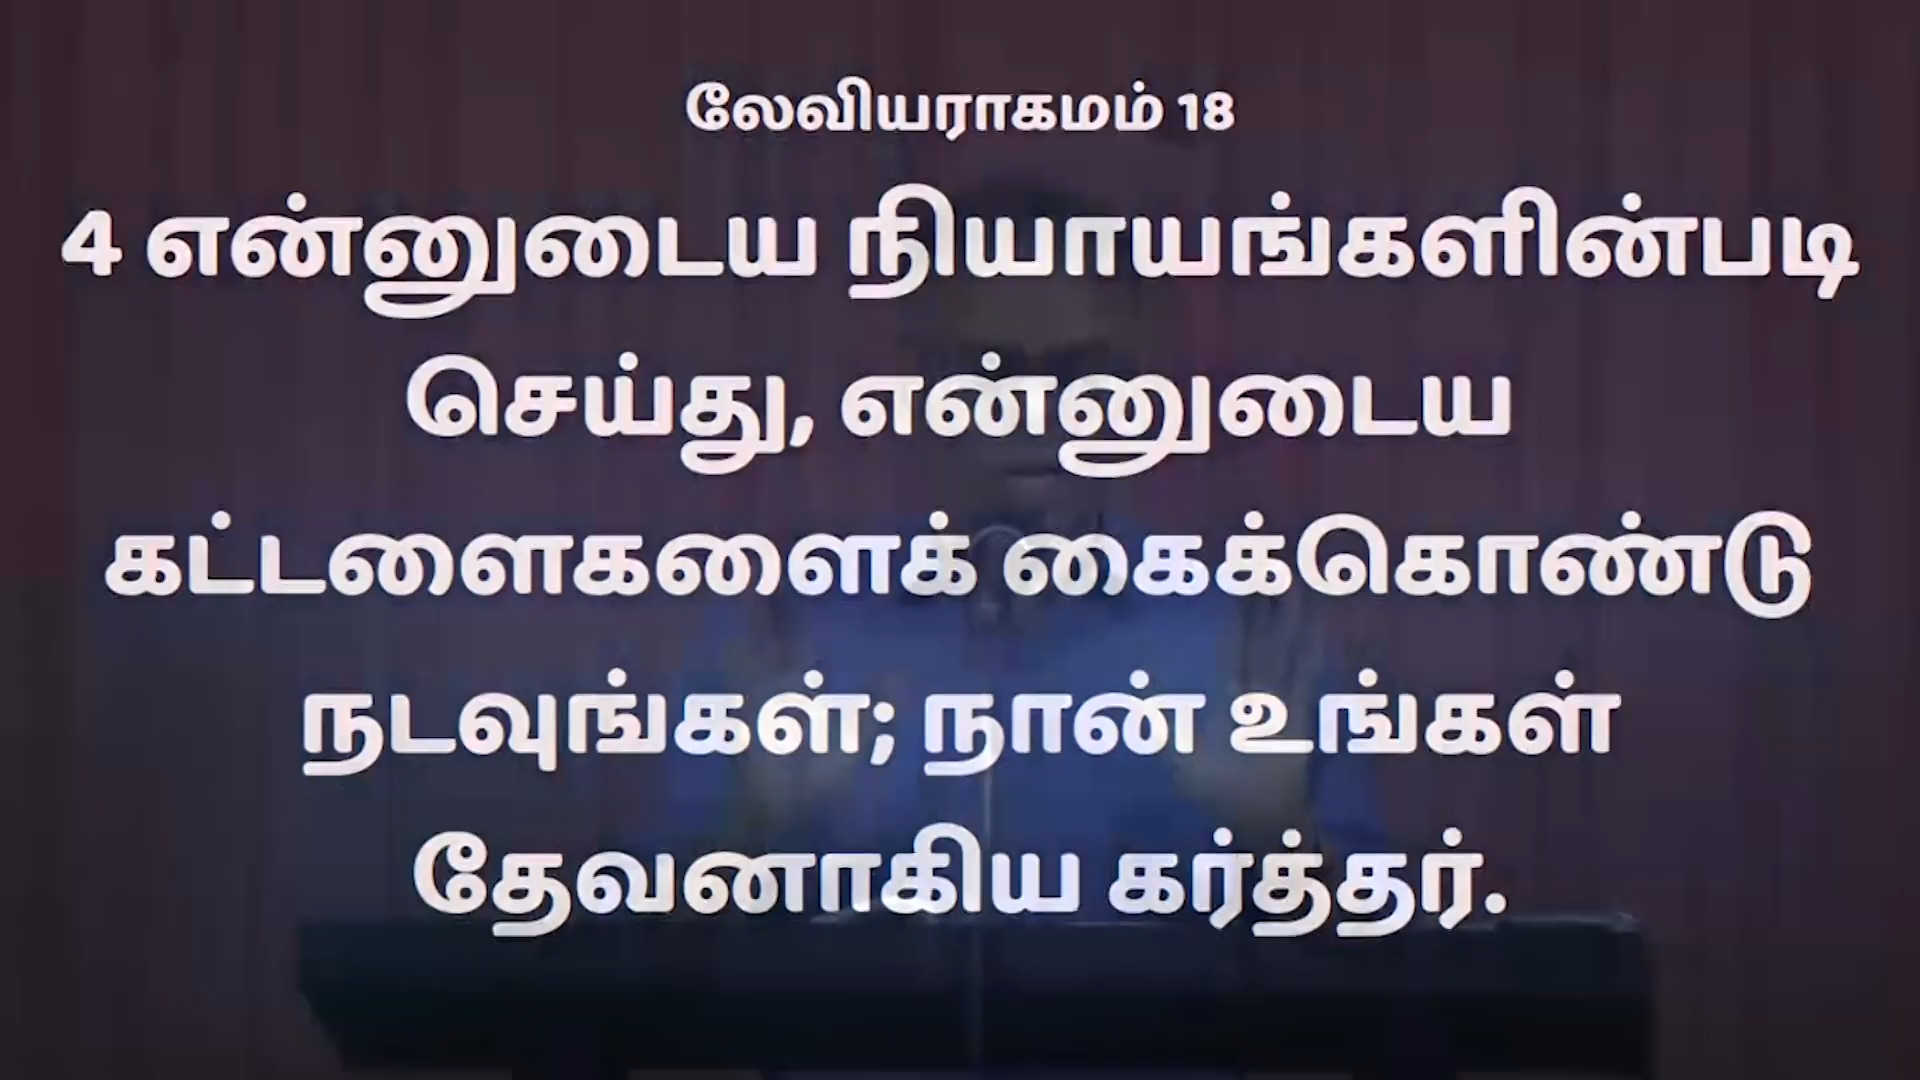 லேவியராகமம் 18
4 என்னுடைய நியாயங்களின்படி
செய்து, என்னுடைய
கட்டளைகளைக் கைக்கொண்டு
நடவுங்கள்; நான் உங்கள்
தேவனாகிய கர்த்தர்.